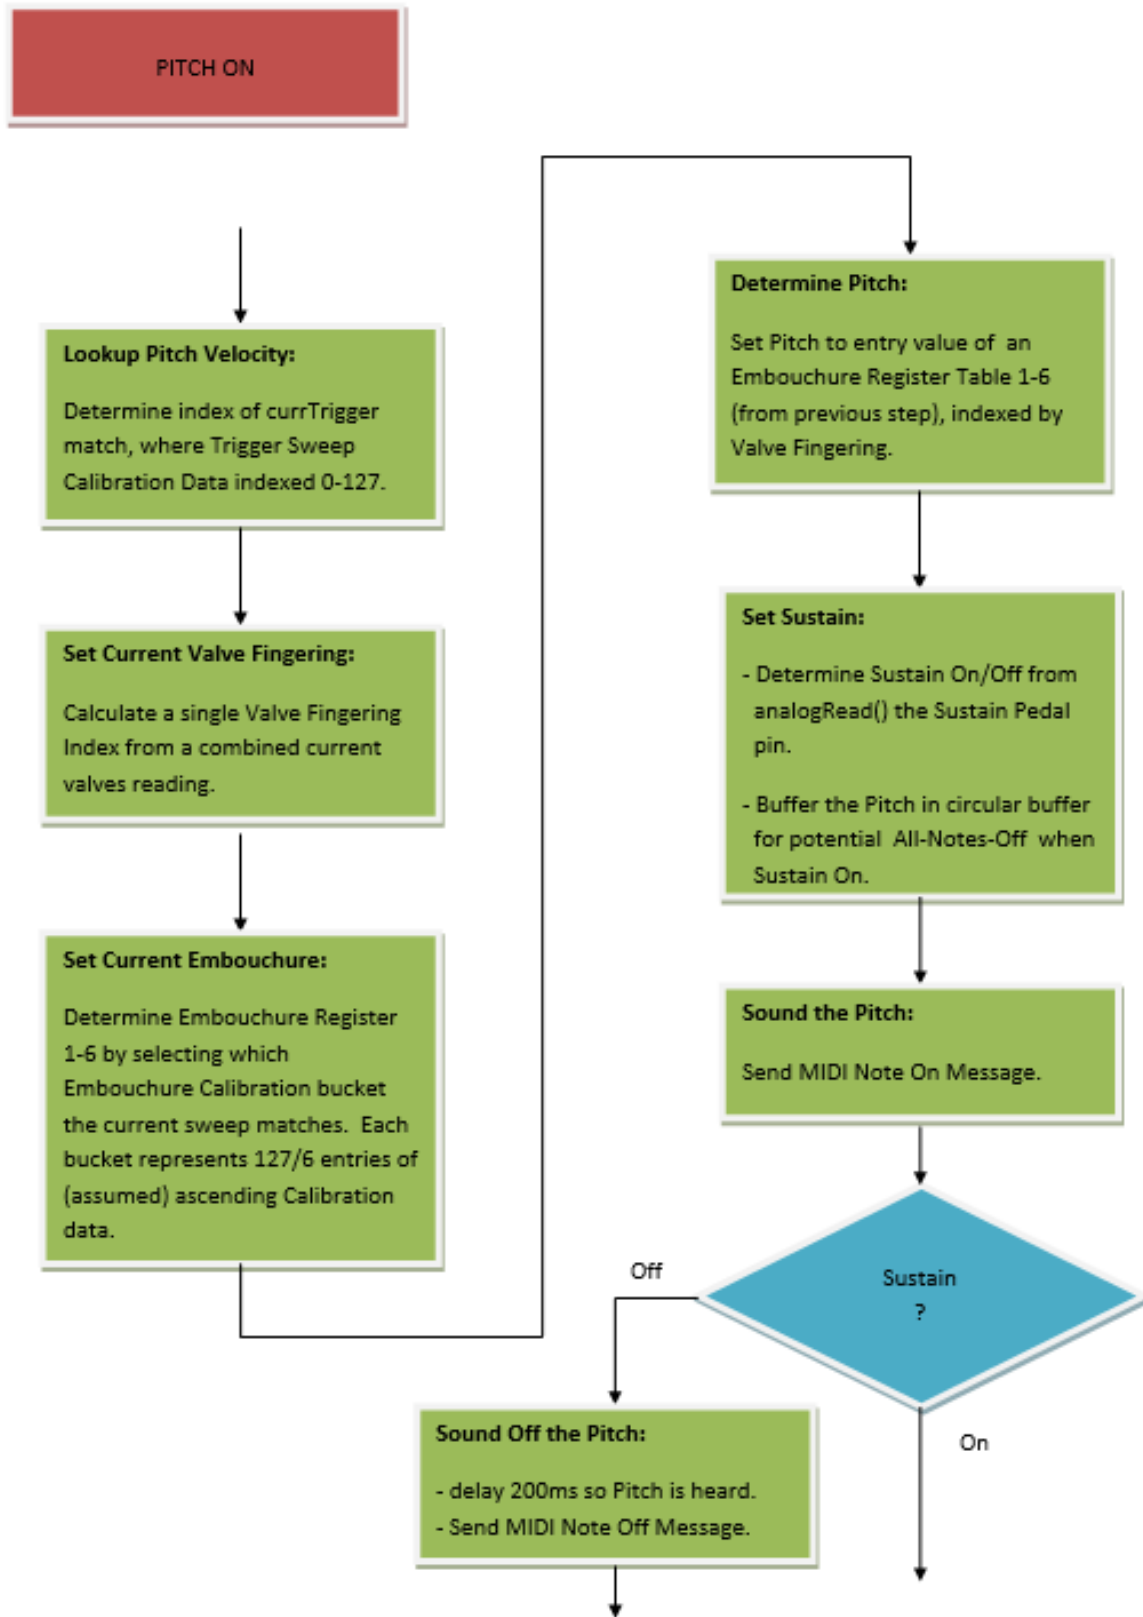 PITCH ON
Lookup Pitch Velocity:
Determine index of currTrigger
match, where Trigger Sweep
Calibration Data indexed 0-127.
Set Current Valve Fingering:
Calculate a single Valve Fingering
Index from a combined current
valves reading.
Set Current Embouchure:
Determine Embouchure Register
1-6 by selecting which
Embouchure Calibration bucket
the current sweep matches.  Each
bucket represents 127/6 entries of
(assumed) ascending Calibration
data.
Determine Pitch:
Set Pitch to entry value of  an
Embouchure Register Table 1-6
(from previous step), indexed by
Valve Fingering.
Set Sustain:
- Determine Sustain On/Off from
analogRead() the Sustain Pedal
pin.
- Buffer the Pitch in circular buffer
for potential  All-Notes-Off  when
Sustain On.
Sound the Pitch:
Send MIDI Note On Message.
Sustain
?
Off
On
Sound Off the Pitch:
- delay 200ms so Pitch is heard.
- Send MIDI Note Off Message.